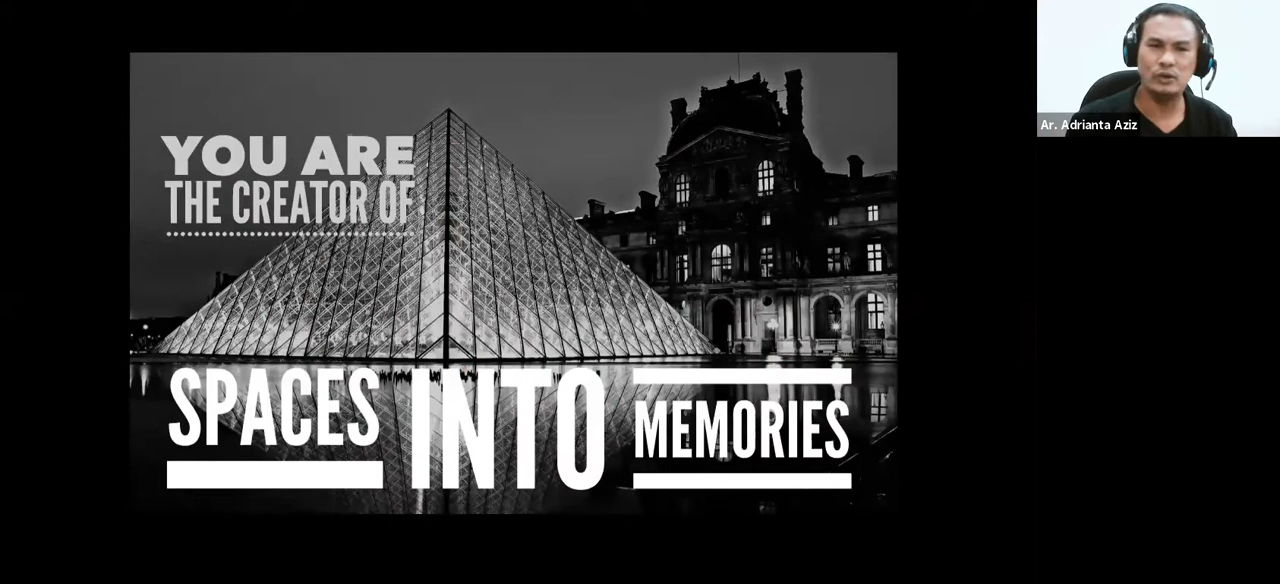 YOU ARE
THE CREATOR OF
SPACES INTO MEMORIES
Ar. Adrianta Aziz